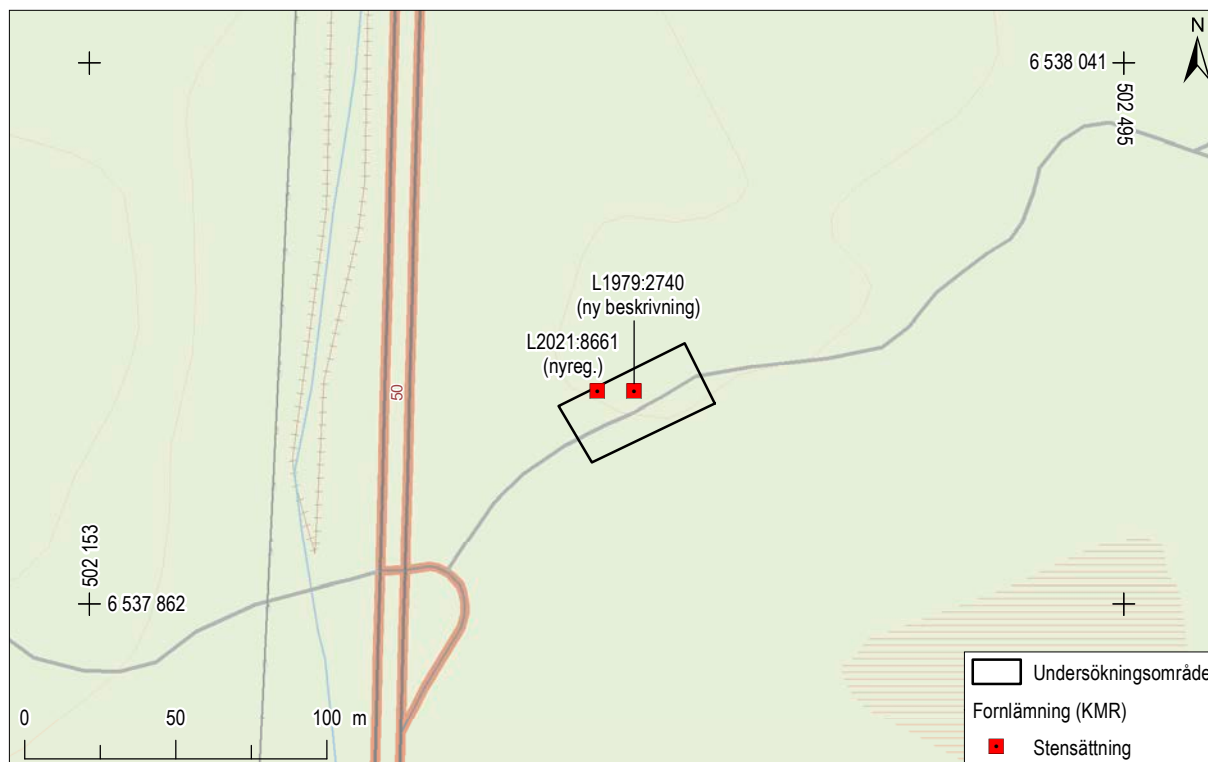 N
6 538 041
502 495
L1979:2740
(ny beskrivning)
L2021:8661
(nyreg.)
50
502 153
6 537 862
Undersökningsområde
Fornlämning (KMR)
Stensättning
0 50 100 m